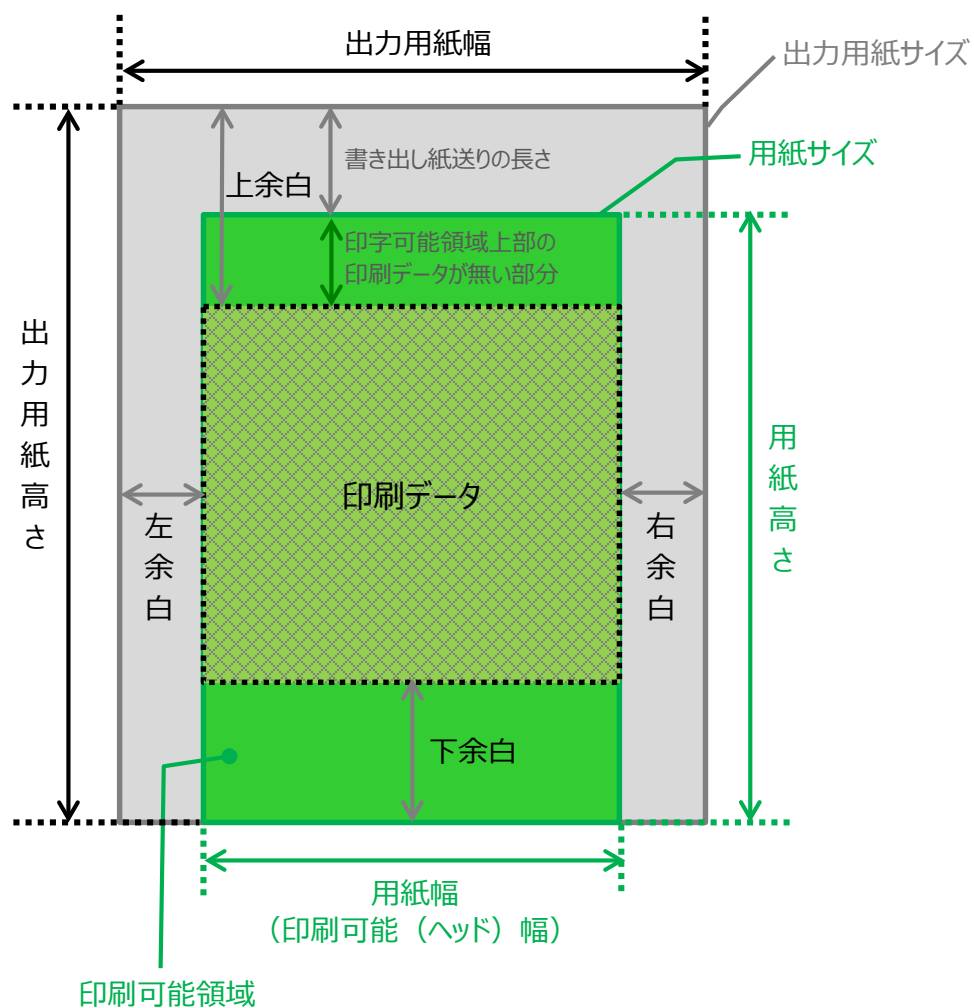 出力用紙幅
出力用紙サイズ
書き出し紙送りの長さ
用紙サイズ
上余白
印字可能領域上部の
印刷データが無い部分
出力用紙高さ
用紙高さ
印刷データ
左余白
右余白
下余白
用紙幅
（印刷可能（ヘッド）幅）
印刷可能領域